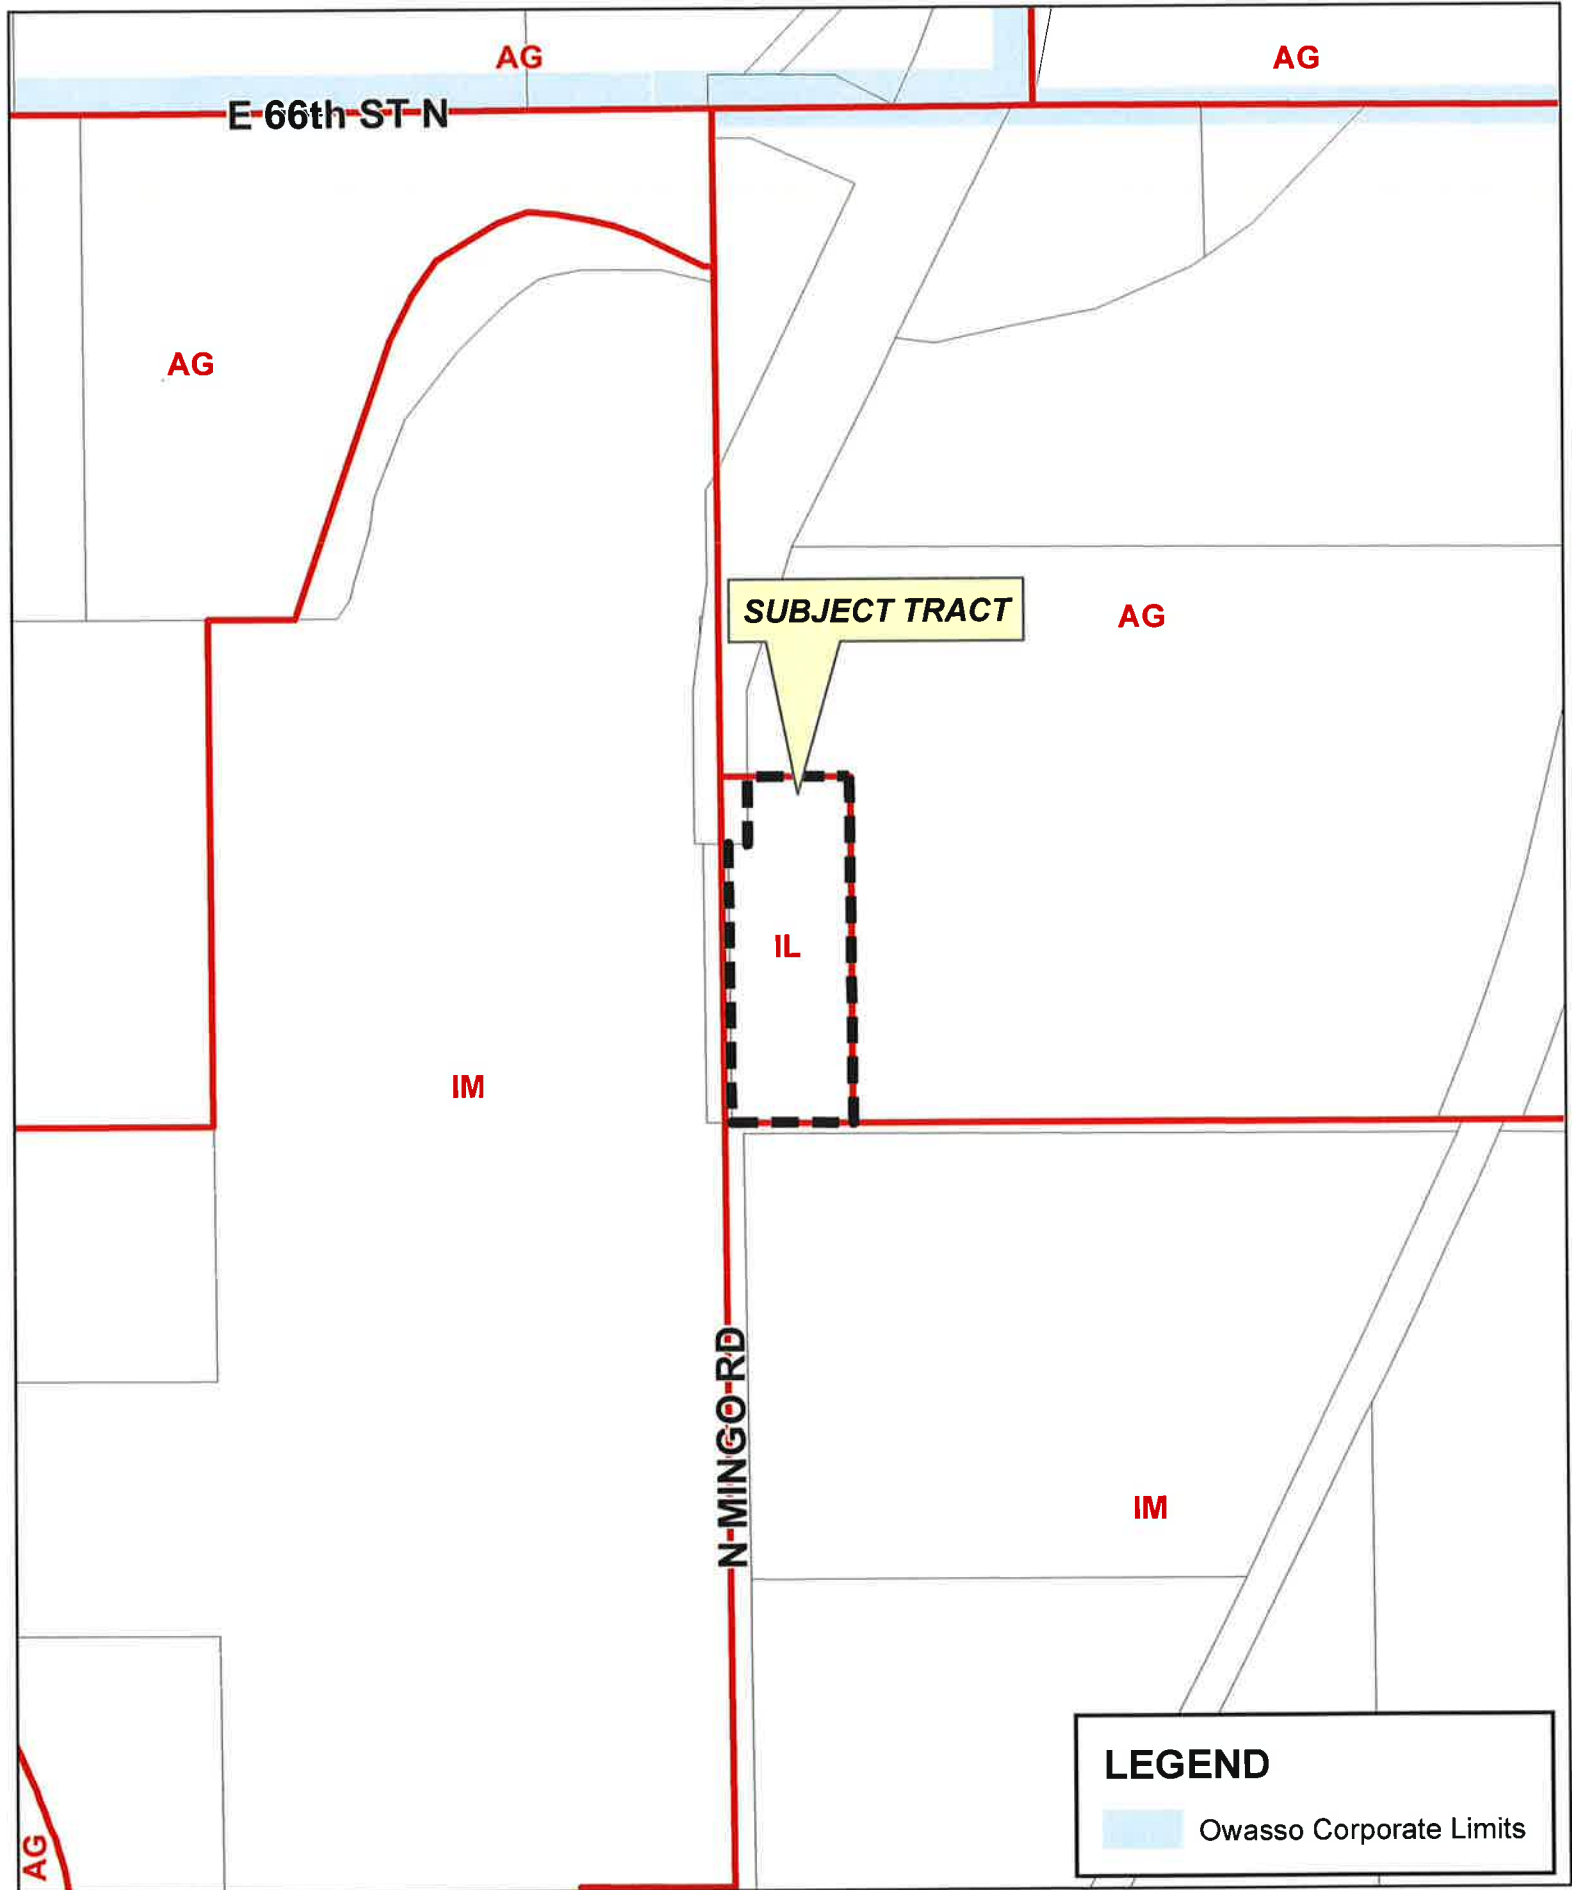 AG
AG
E 66th ST N
AG
SUBJECT TRACT
AG
IL
IM
N MINGO RD
IM
LEGEND
Owasso Corporate Limits
AG